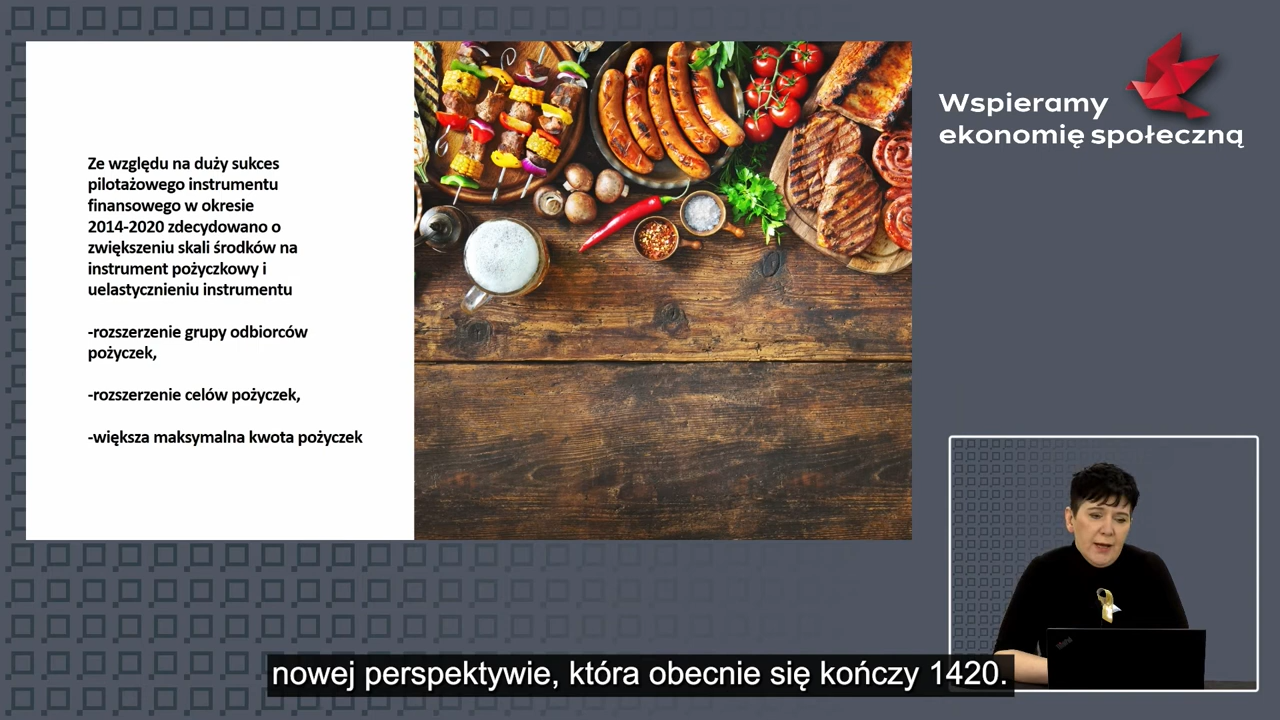 Ze względu na duży sukces
pilotażowego instrumentu
finansowego w okresie
2014-2020 zdecydowano o
zwiększeniu skali środków na
instrument pożyczkowy i
uelastycznieniu instrumentu
-rozszerzenie grupy odbiorców
pożyczek,
-rozszerzenie celów pożyczek,
-większa maksymalna kwota pożyczek
Wspieramy
ekonomię społeczną
nowej perspektywie, która obecnie się kończy 1420.